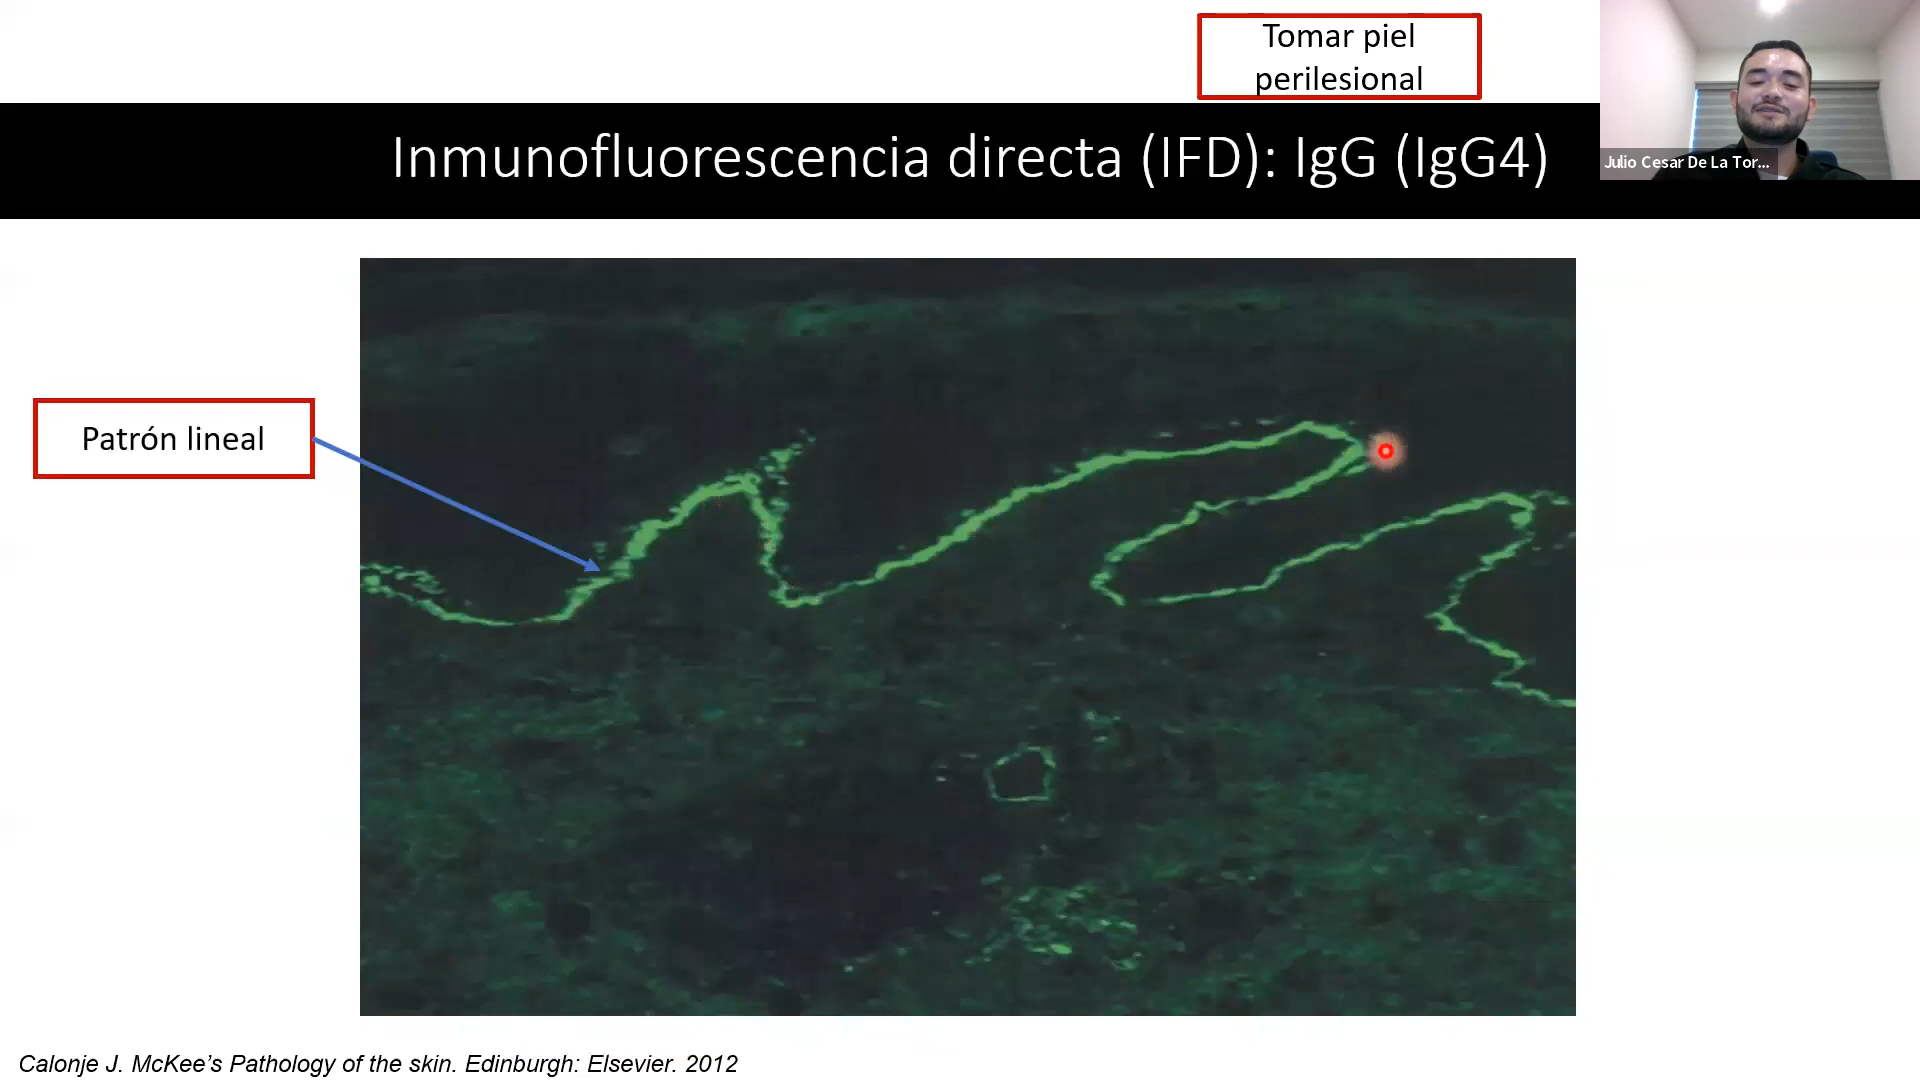 Tomar piel
perilesional
Inmunofluorescencia directa (IFD): IgG (IgG4)
Julio Cesar De La Tor...
Patrón lineal
Calonje J. McKee’s Pathology of the skin. Edinburgh: Elsevier. 2012